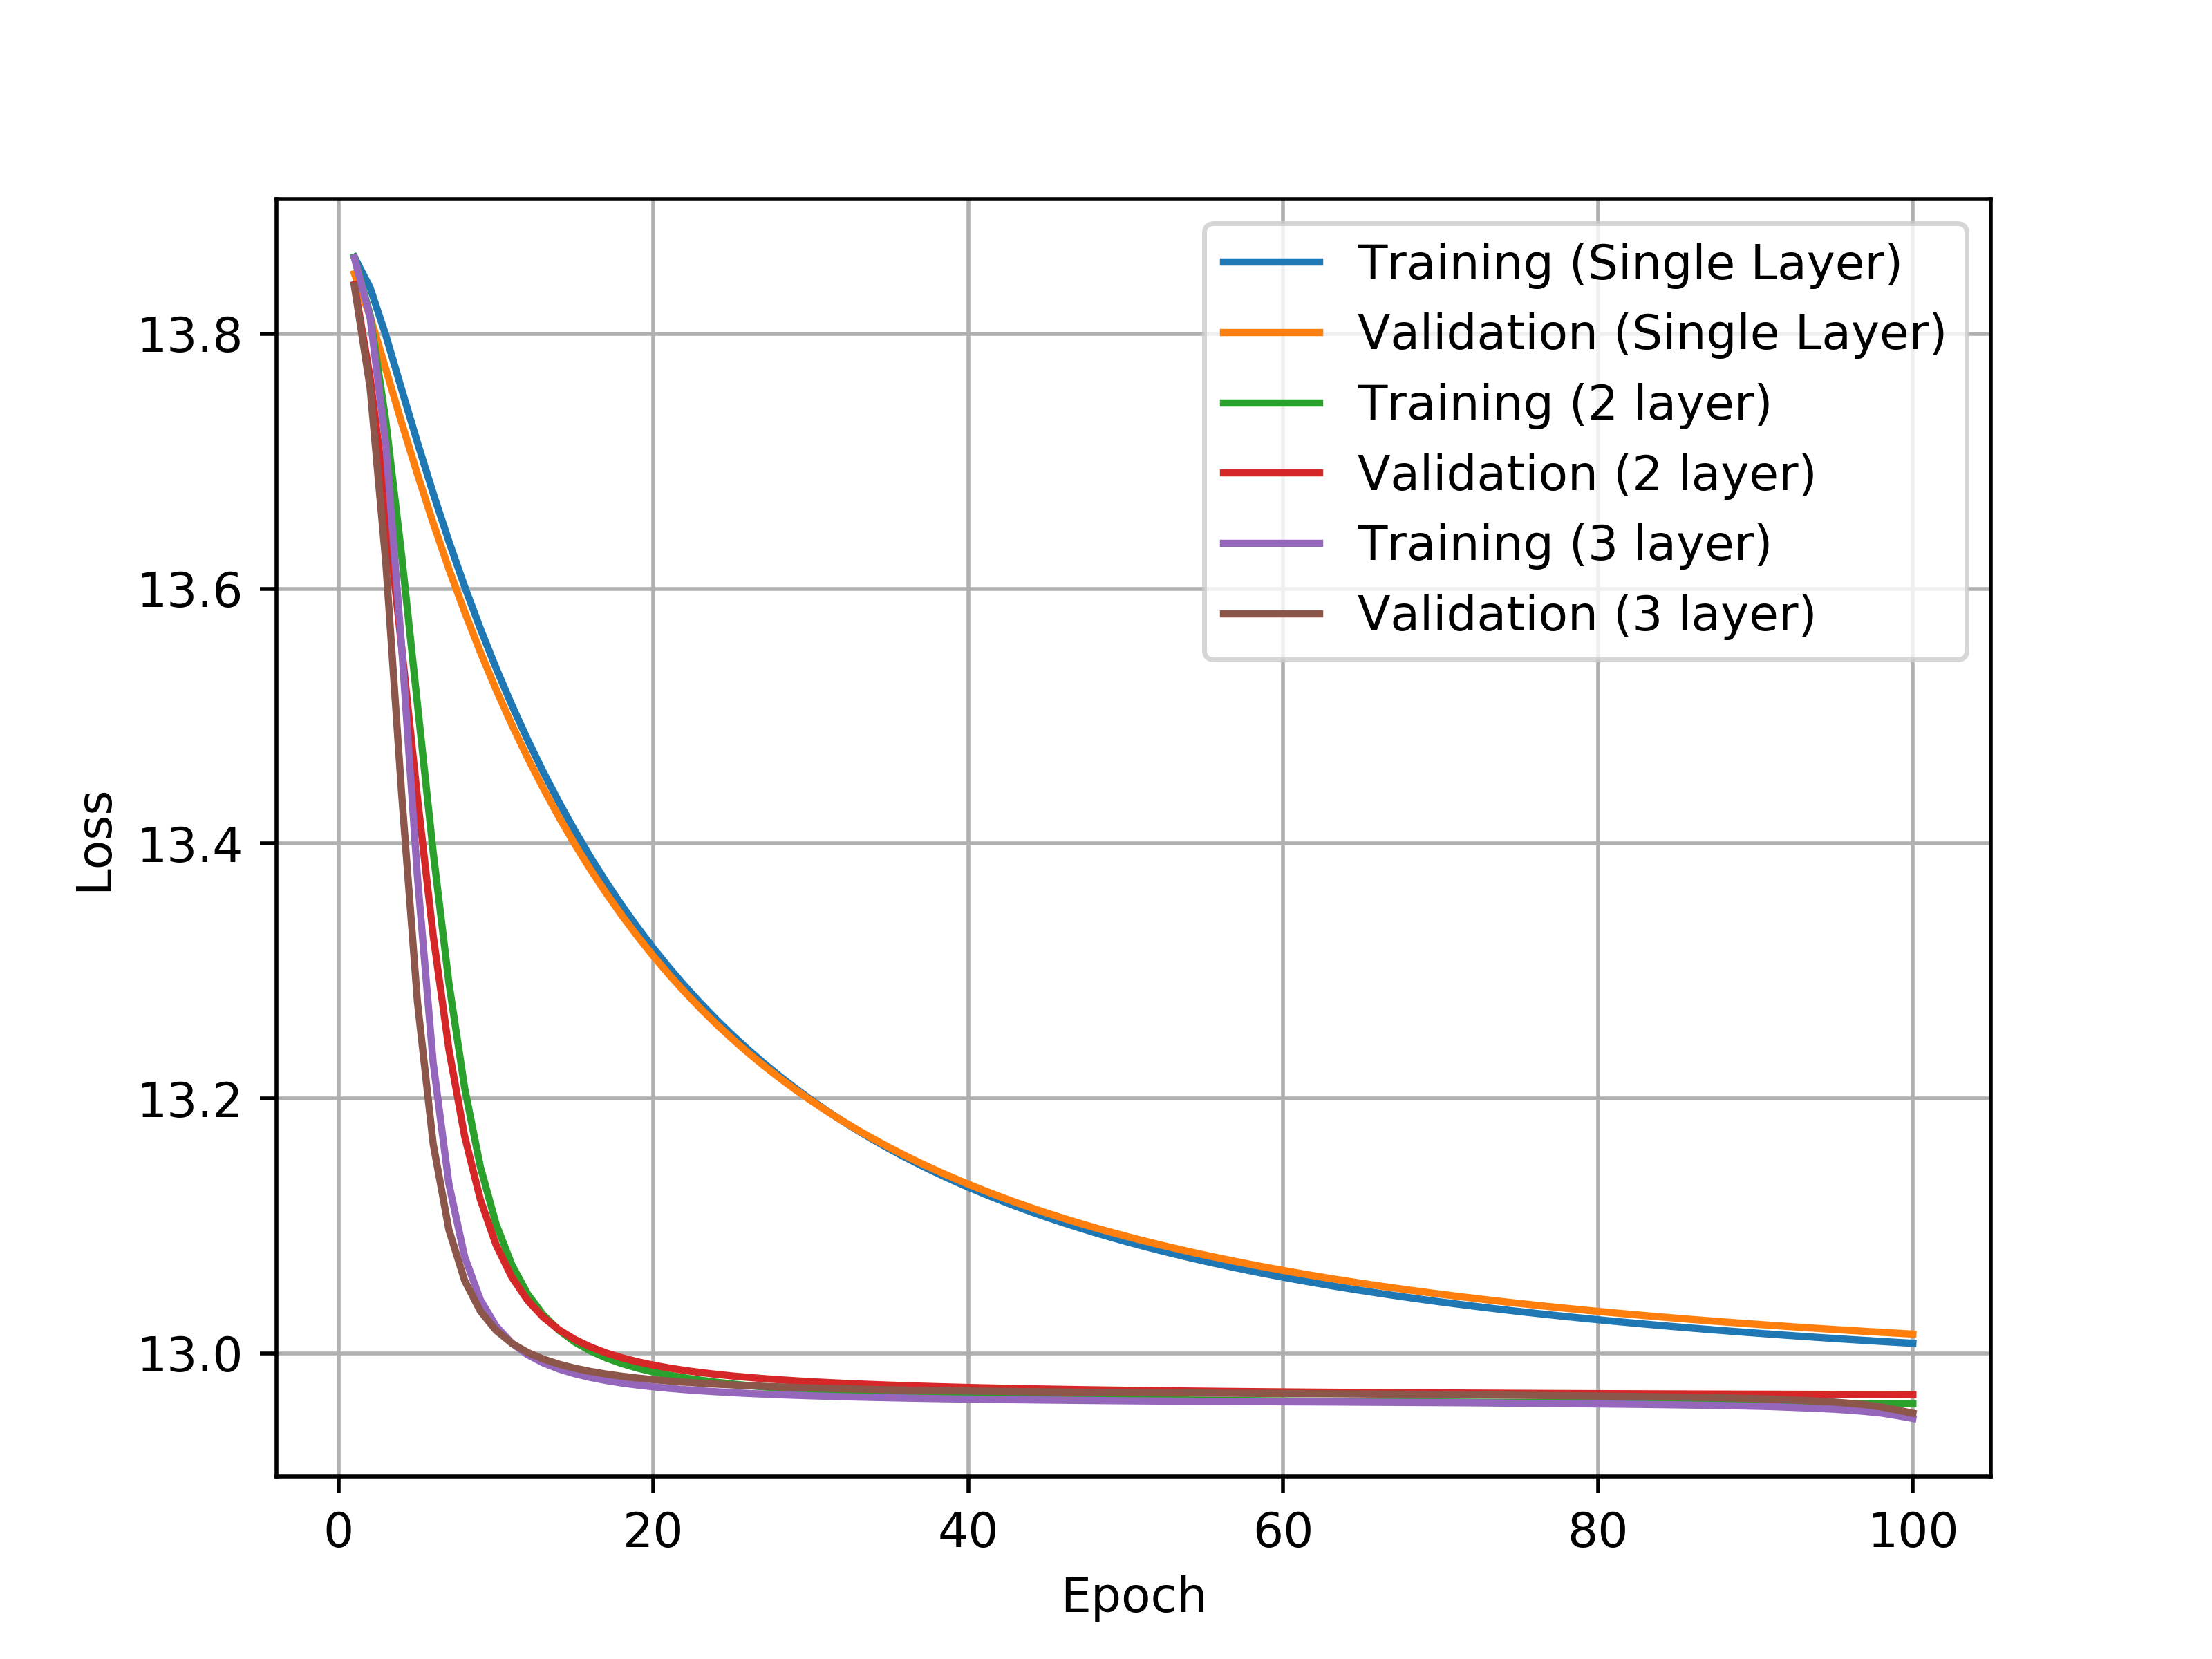 Training (Single Layer)
Validation (Single Layer)
Training (2 layer)
Validation (2 layer)
Training (3 layer)
Validation (3 layer)
13.8
13.6
13.4
13.2
13.0
Loss
0 20 40 60 80 100
Epoch